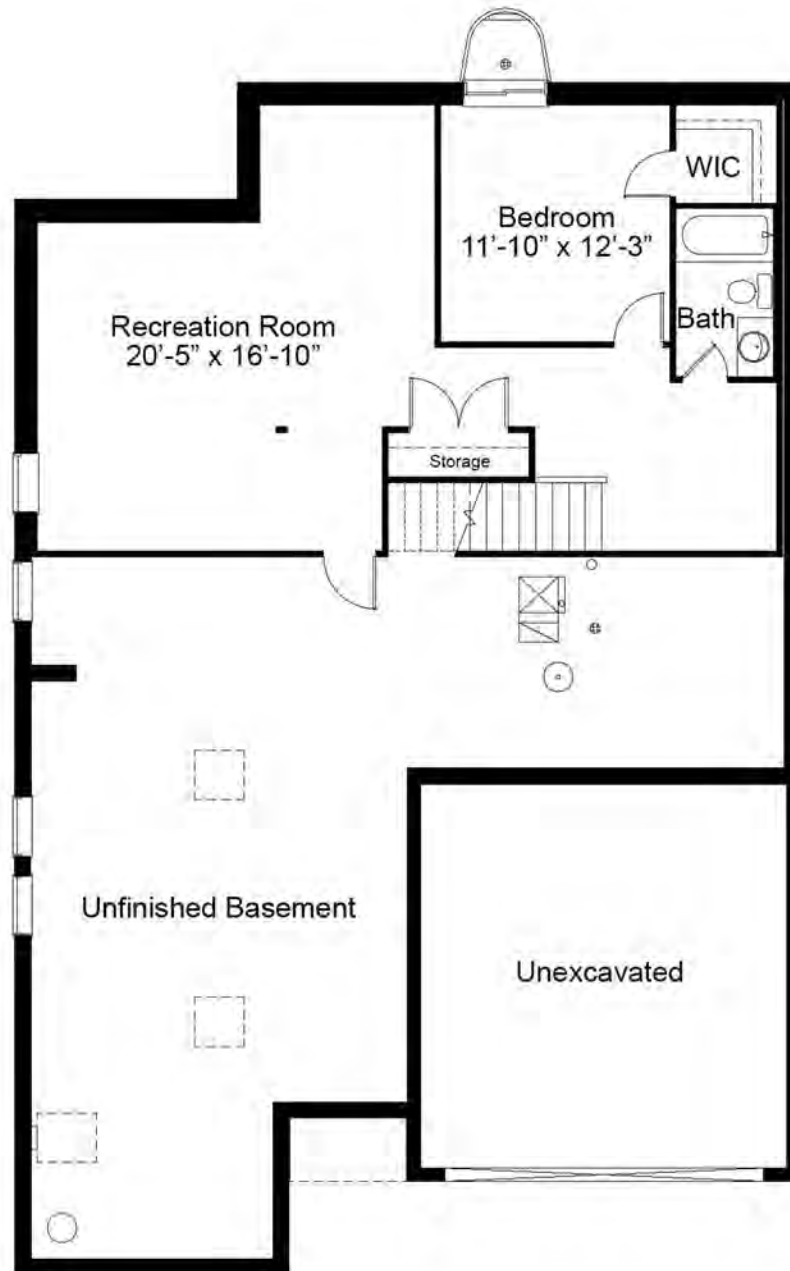 WIC
Bedroom
11’-10” x 12’-3”
Recreation Room
20’-5” x 16’-10”
Bath
Storage
Unfinished Basement
Unexcavated